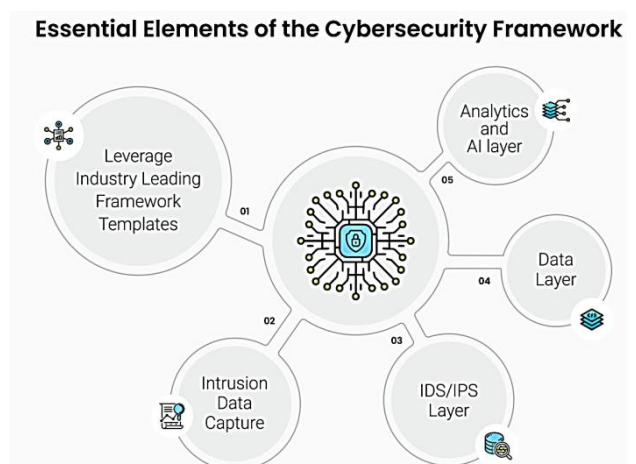 Essential Elements of the Cybersecurity Framework
Leverage
Industry Leading
Framework
Templates
01
02
Intrusion
Data
Capture
03
IDS/IPS
Layer
04
Data
Layer
05
Analytics
and
AI layer